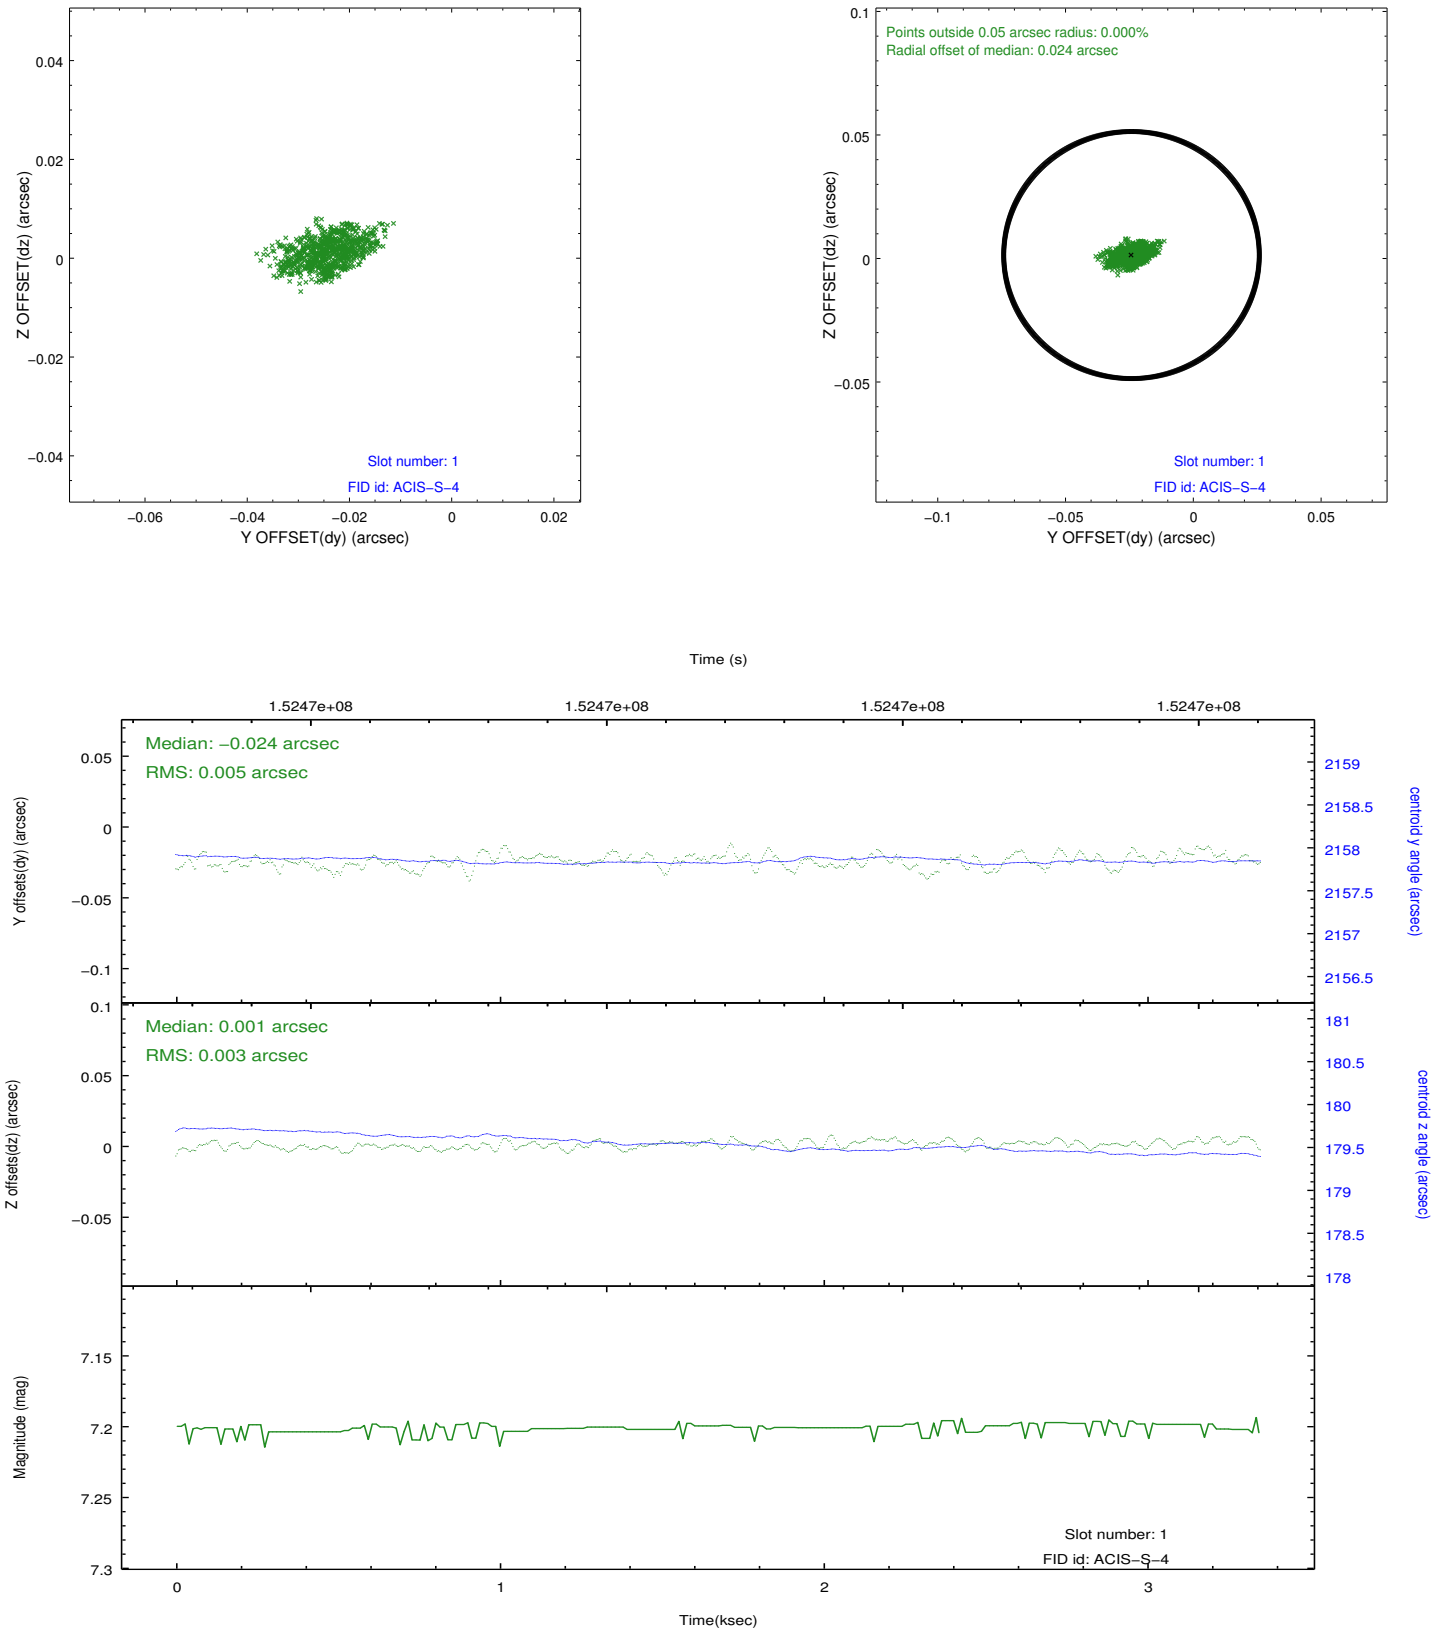 0.04
0.02
0
−0.02
−0.04
Z OFFSET(dz) (arcsec)
Slot number: 1
FID id: ACIS−S−4
−0.06
−0.04
−0.02
0
0.02
Y OFFSET(dy) (arcsec)
Points outside 0.05 arcsec radius: 0.000%
Radial offset of median: 0.024 arcsec
0.1
0.05
0
−0.05
Z OFFSET(dz) (arcsec)
Slot number: 1
FID id: ACIS−S−4
−0.1
−0.05
0
0.05
Y OFFSET(dy) (arcsec)
Time (s)
1.5247e+08
1.5247e+08
1.5247e+08
1.5247e+08
Median: −0.024 arcsec
RMS: 0.005 arcsec
0.05
0
−0.05
−0.1
Y offsets(dy) (arcsec)
2159
2158.5
2158
2157.5
2157
2156.5
centroid y angle (arcsec)
Median: 0.001 arcsec
RMS: 0.003 arcsec
0.1
0.05
0
−0.05
Z offsets(dz) (arcsec)
181
180.5
180
179.5
179
178.5
178
centroid z angle (arcsec)
7.15
7.2
7.25
7.3
Magnitude (mag)
Slot number: 1
FID id: ACIS−S−4
0
1
2
3
Time(ksec)